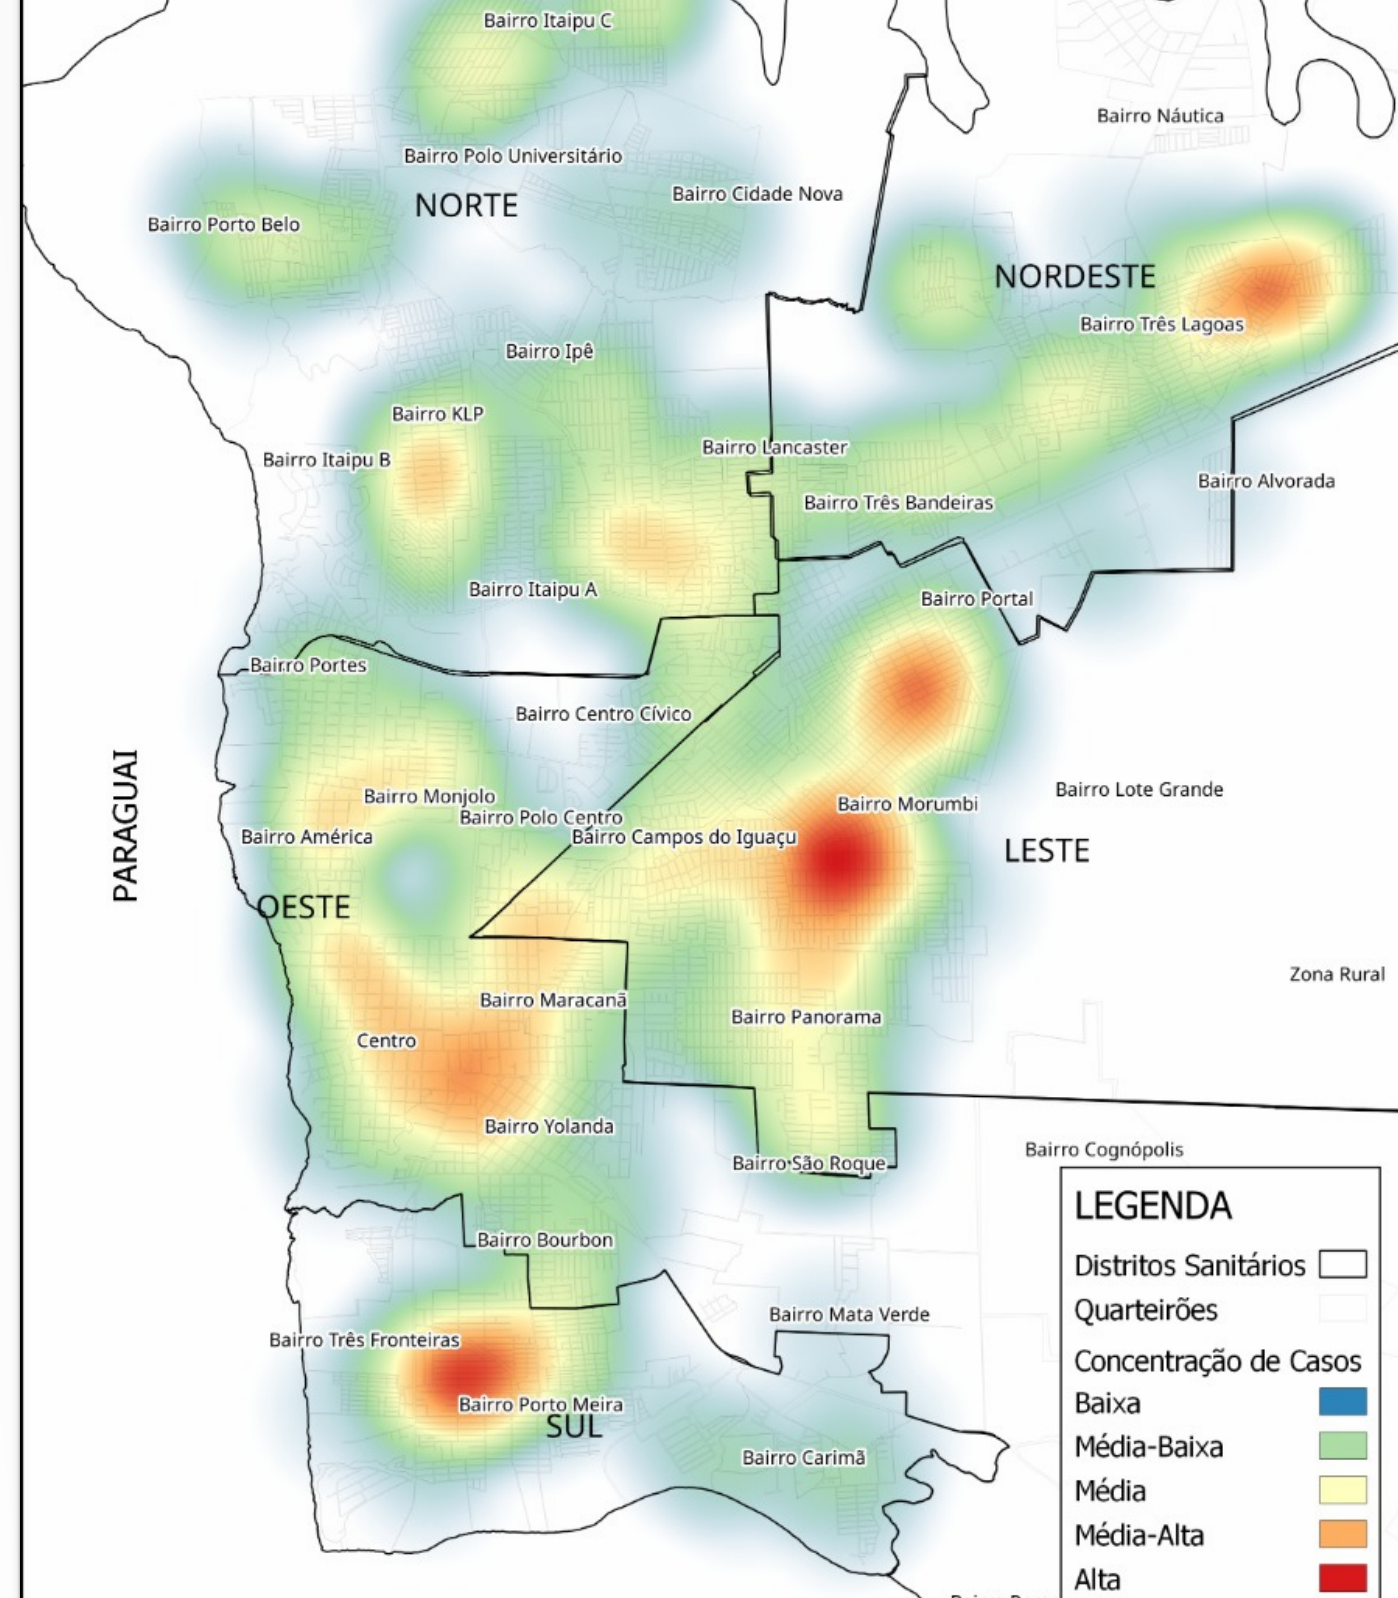 Bairro Itaipu C
Bairro Náutica
Bairro Polo Universitário
Bairro Cidade Nova
NORTE
Bairro Porto Belo
NORDESTE
Bairro Três Lagoas
Bairro Ipê
Bairro KLP
Bairro Lancaster
Bairro Itaipu B
Bairro Alvorada
Bairro Três Bandeiras
Bairro Itaipu A
Bairro Portal
Bairro Portes
Bairro Centro Cívico
PARAGUAI
Bairro Lote Grande
Bairro Monjolo
Bairro Morumbi
Bairro Polo Centro
Bairro América
Bairro Campos do Iguaçu
LESTE
OESTE
Zona Rural
Bairro Maracanã
Bairro Panorama
Centro
Bairro Yolanda
Bairro Cognópolis
Bairro São Roque
Bairro Bourbon
Bairro Mata Verde
Bairro Três Fronteiras
Bairro Porto Meira
SUL
Bairro Carimã
LEGENDA
Distritos Sanitários
Quarteirões
Concentração de Casos
Baixa
Média-Baixa
Média
Média-Alta
Alta